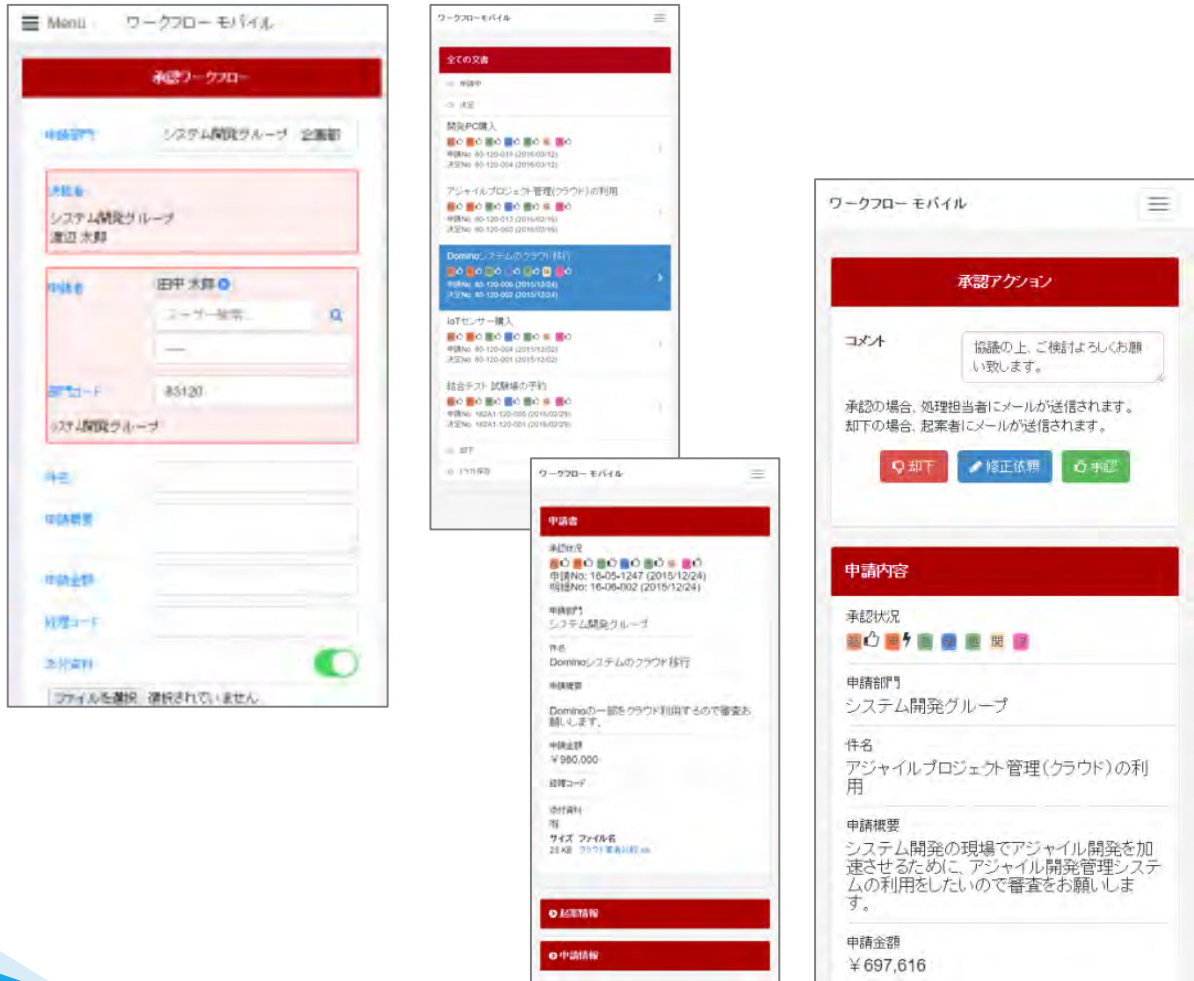 Menu ワークフロー モバイル
承認ワークフロー
申請部門 システム開発グループ 企画部
決裁者
システム開発グループ
渡辺 太郎
申請者 田中 太郎
ユーザー検索...
部門コード 83120
システム開発グループ
件名
申請概要
申請金額
経理コード
添付資料
ファイルを選択 選択されていません
ワークフロー モバイル
全ての文書
申請中
決定
開発PC購入
アジャイルプロジェクト管理(クラウド)の利用
Dominoシステムのクラウド移行
IoTセンサー購入
結合テスト 試験場の予約
却下
ワークフロー モバイル
申請書
承認状況
申請No: 16-05-1247 (2015/12/24)
16-06-002 (2015/12/24)
申請部門
システム開発グループ
件名
Dominoシステムのクラウド移行
申請概要
Dominoの一部をクラウド利用するので審査お
願いします。
申請金額
￥980,000
経理コード
添付資料
サイズ ファイル名
起案情報
申請情報
ワークフロー モバイル
承認アクション
コメント
協議の上、ご検討よろしくお願
い致します。
承認の場合、処理担当者にメールが送信されます。
却下の場合、起案者にメールが送信されます。
却下 修正依頼 承認
申請内容
承認状況
関
申請部門
システム開発グループ
件名
アジャイルプロジェクト管理(クラウド)の利
用
申請概要
システム開発の現場でアジャイル開発を加
速させるために、アジャイル開発管理システ
ムの利用をしたいので審査をお願いしま
す。
申請金額
￥697,616